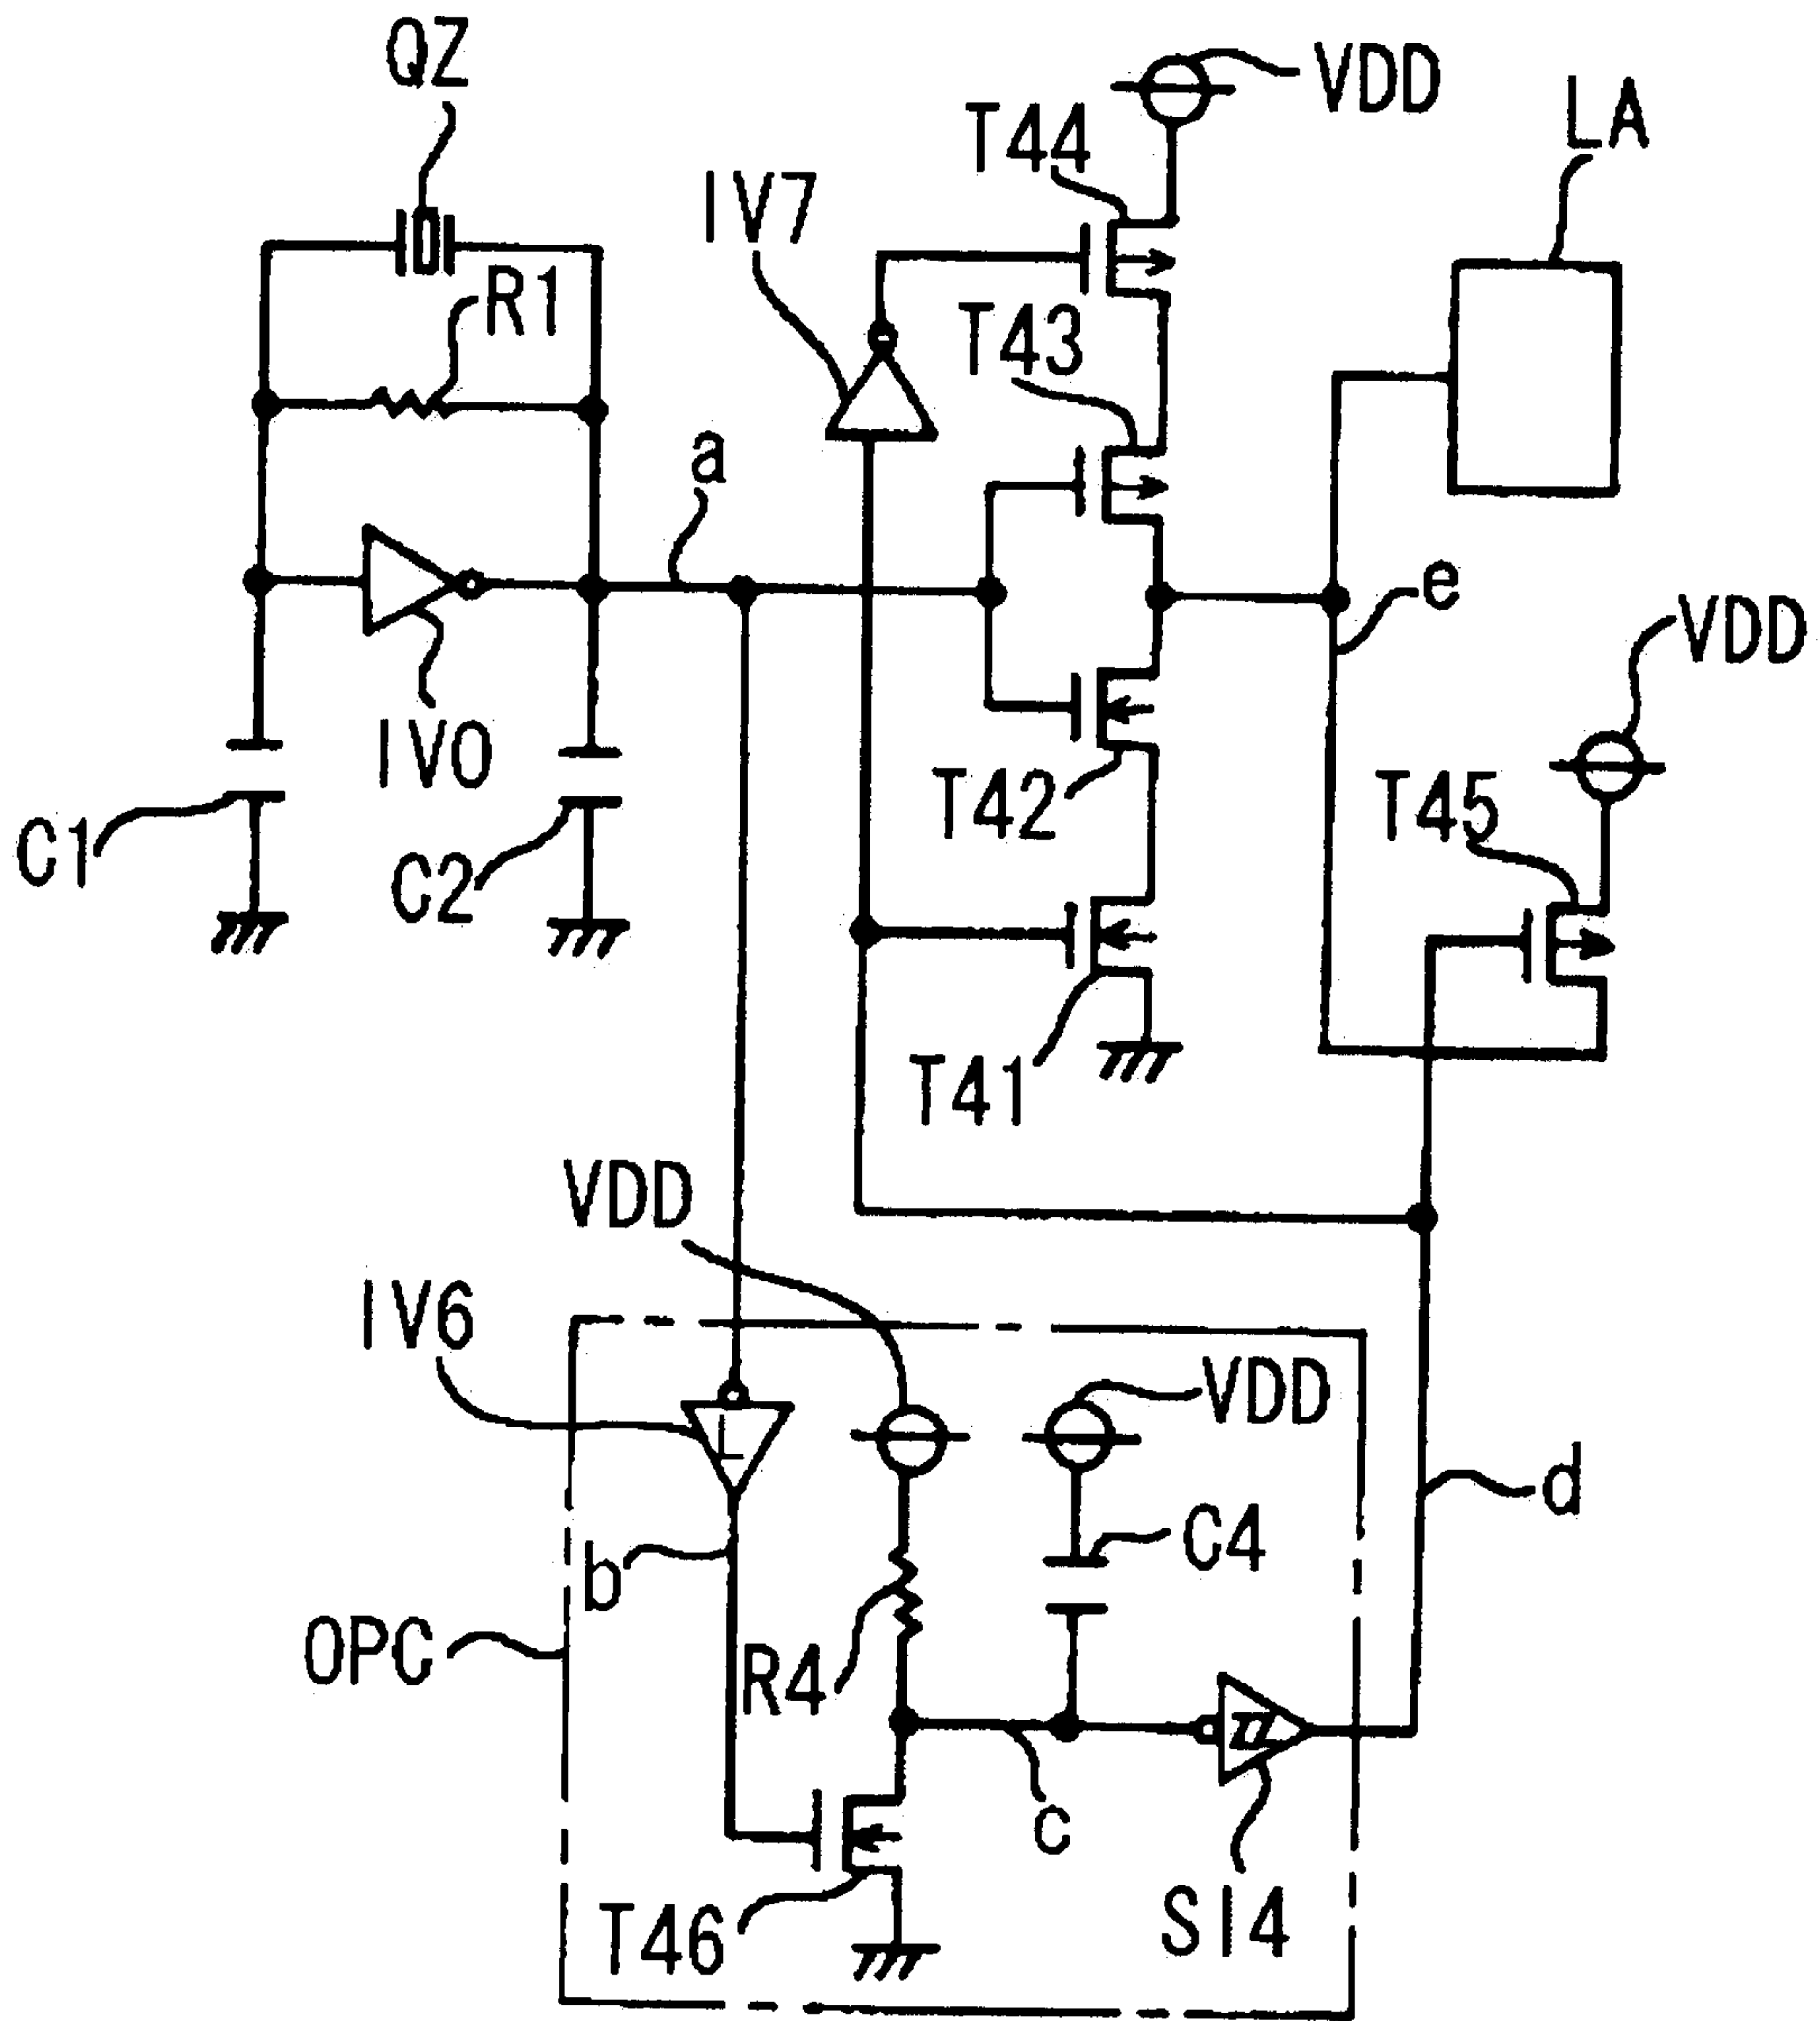 QZ
VDD
LA
T44
IV7
R1
T43
a
e
VDD
IV0
T42
T45
C1
C2
T41
VDD
IV6
VDD
L
d
C4
b
OPC
R4
c
T46
SI4